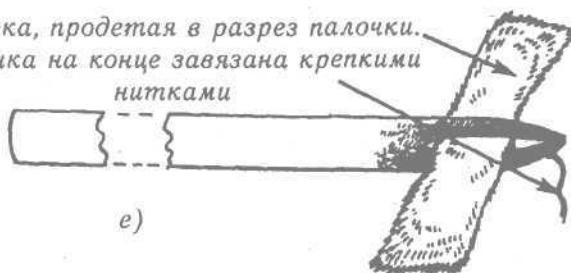 ка, продетая в разрез палочки.
ка на конце завязана крепкими
нитками
е)